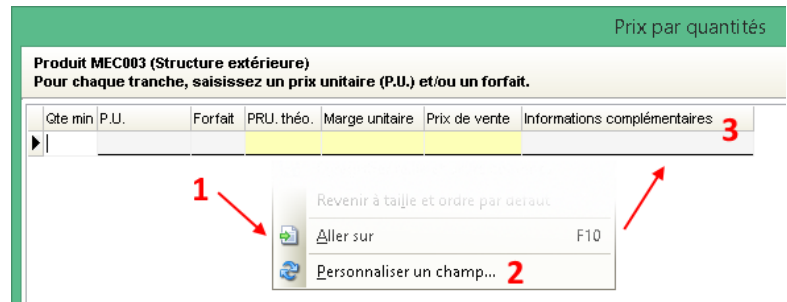 Prix par quantités
Produit MEC003 (Structure extérieure)
Pour chaque tranche, saisissez un prix unitaire (P.U.) et/ou un forfait.
Qte min P.U. Forfait PRU. théo. Marge unitaire Prix de vente Informations complémentaires 3
1
Revenir à taille et ordre par défaut
Aller sur F10
Personnaliser un champ... 2